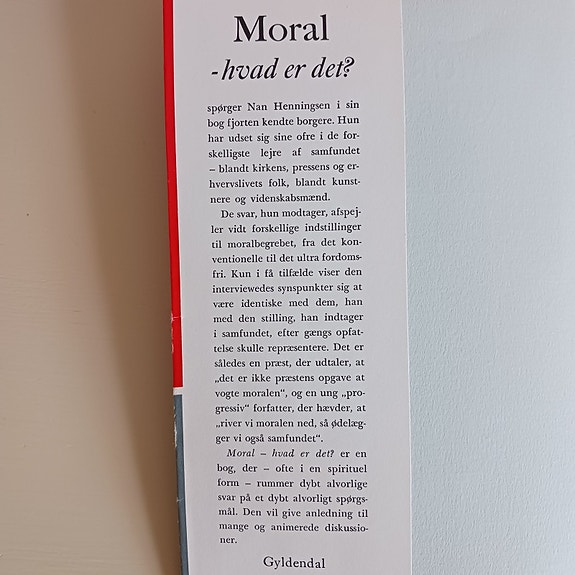 Moral
- hvad er det?
spørger Nan Henningsen i sin
bog fjorten kendte borgere. Hun
har udset sig sine ofre i de for-
skelligste lejre af samfundet
– blandt kirkens, pressens og er-
hvervslivets folk, blandt kunst-
nere og videnskabsmænd.
De svar, hun modtager, afspej-
ler vidt forskellige indstillinger
til moralbegrebet, fra det kon-
ventionelle til det ultra fordoms-
fri. Kun i få tilfælde viser den
interviewedes synspunkter sig at
være identiske med dem, han
med den stilling, han indtager
i samfundet, efter gængs opfat-
telse skulle repræsentere. Det er
således en præst, der udtaler, at
„det er ikke præstens opgave at
vogte moralen“, og en ung „pro-
gressiv“ forfatter, der hævder, at
„river vi moralen ned, så ødelæg-
ger vi også samfundet“.
Moral – hvad er det? er en
bog, der – ofte i en spirituel
form – rummer dybt alvorlige
svar på et dybt alvorligt spørgs-
mål. Den vil give anledning til
mange og animerede diskussio-
ner.
Gyldendal